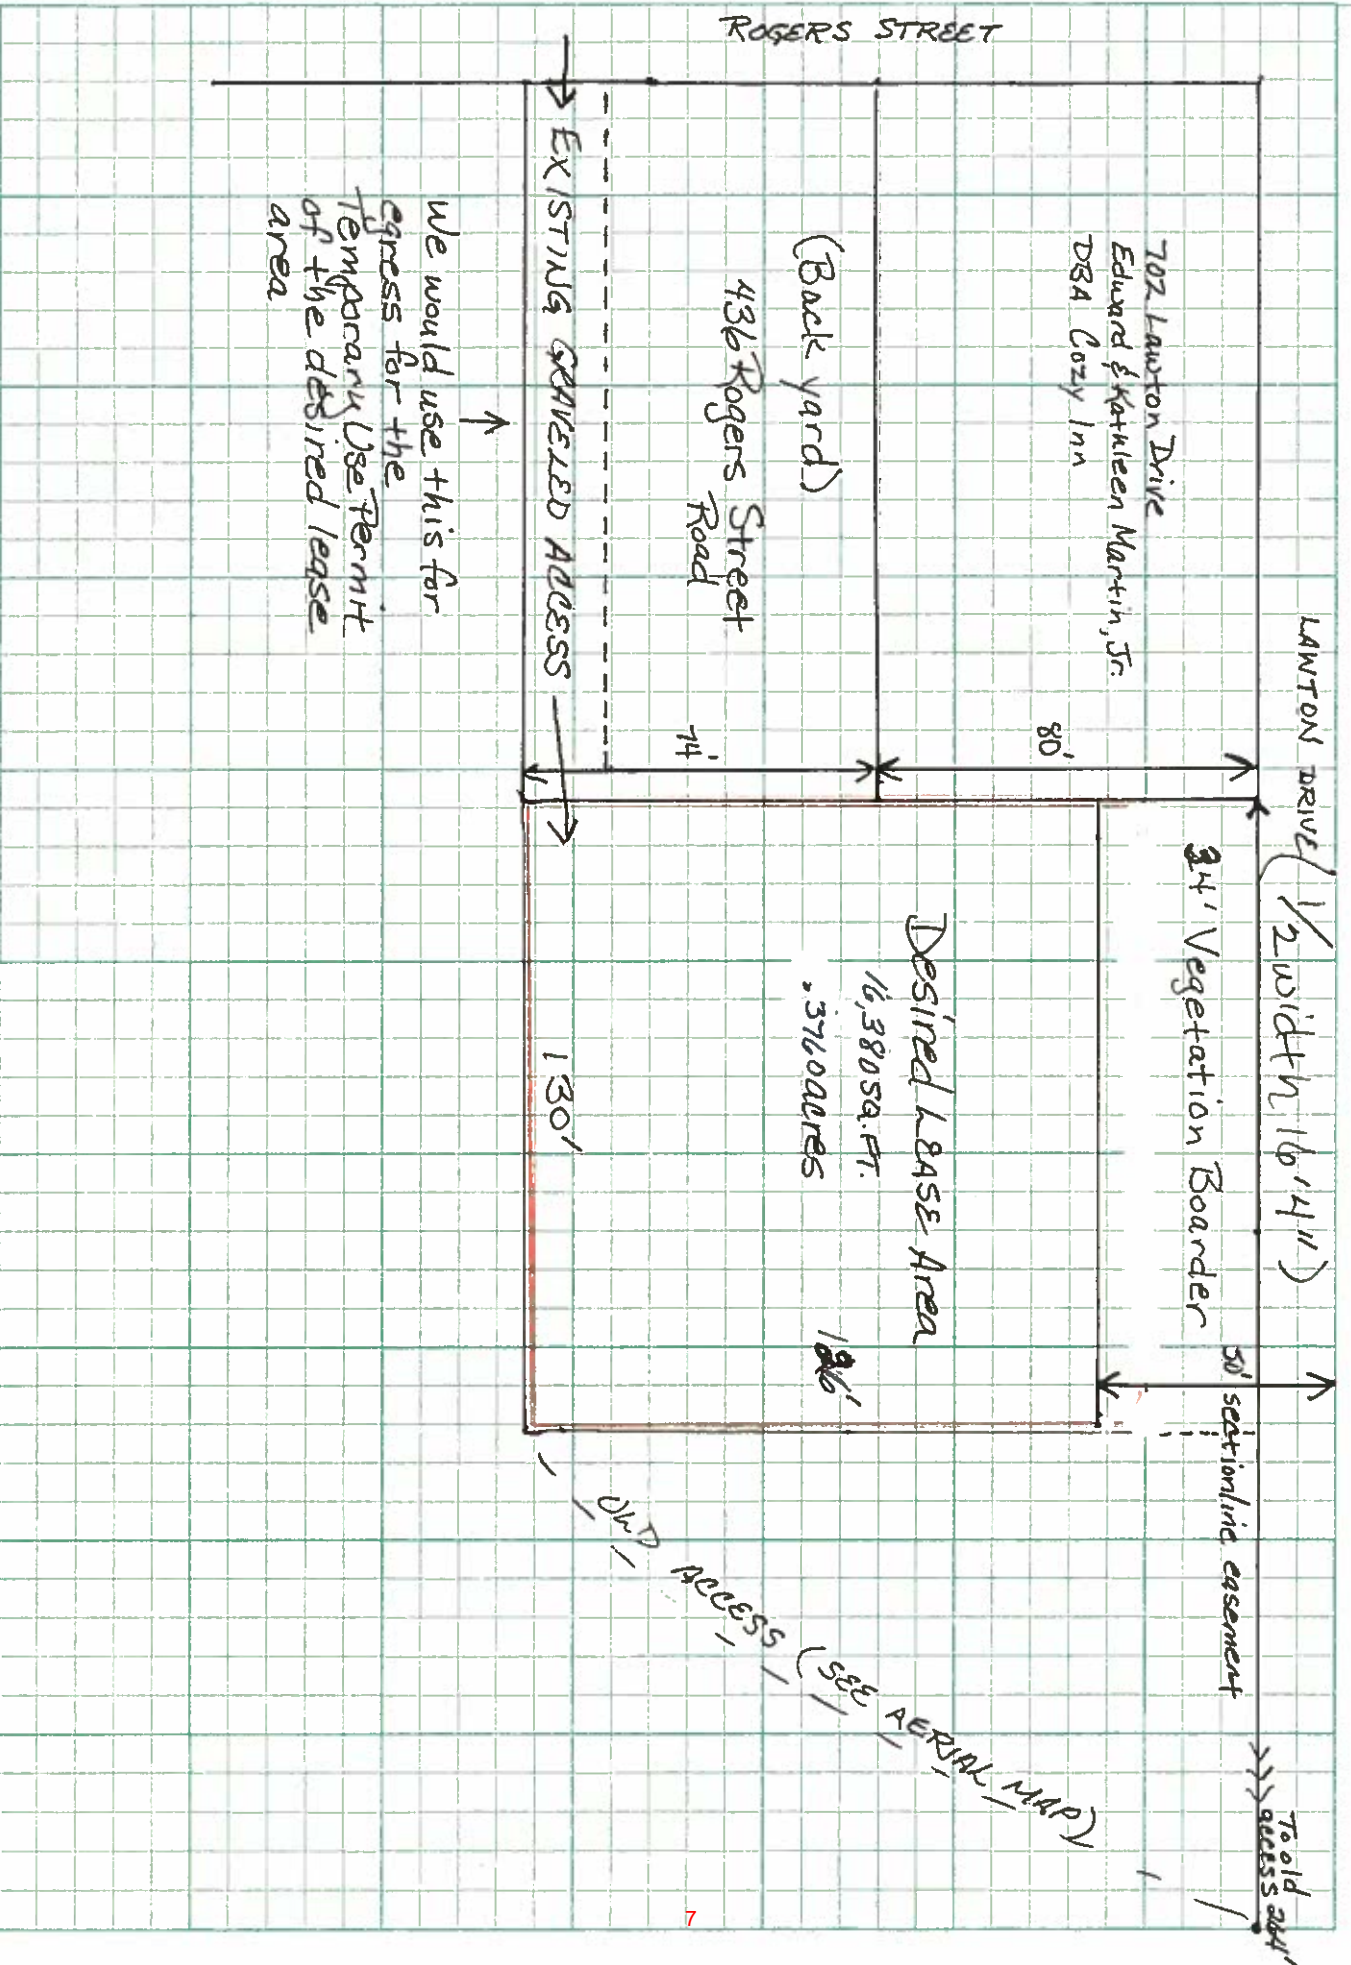 ROGERS STREET
LAWTON DRIVE (1/2 width 16'4")
702 Lawton Drive
Edward & Kathleen Martin, Jr.
DBA Cozy Inn
80'
(Back yard)
436 Rogers Street
Road
74'
EXISTING GRAVELED ACCESS
We would use this for
egress for the
Temporary Use Permit
of the desired lease
area
34' Vegetation Boarder
50' sectionline easement
To old
access 264'
Desired LEASE Area
16,380 SQ. FT.
.3760 acres
126'
130'
OLD ACCESS (SEE AERIAL MAP)
7